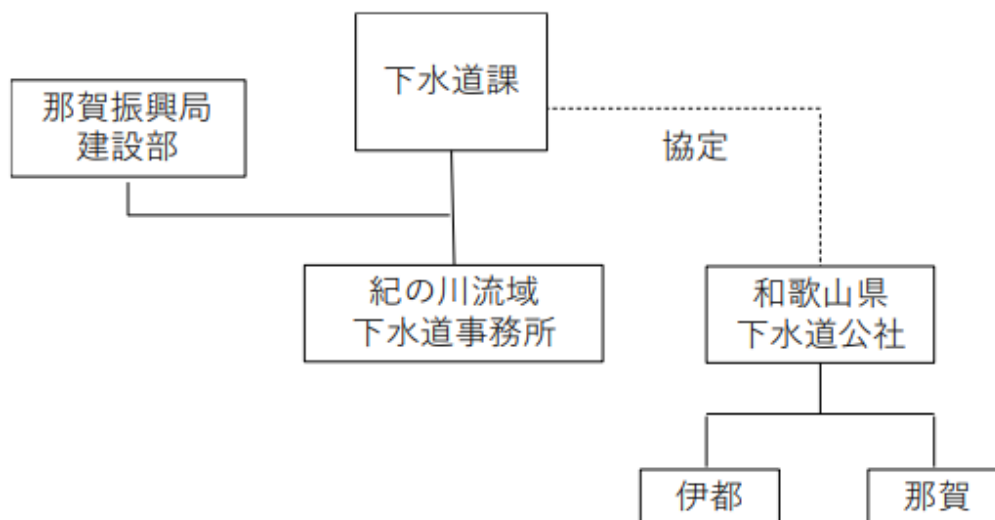 下水道課
那賀振興局
建設部
協定
紀の川流域
下水道事務所
和歌山県
下水道公社
伊都
那賀